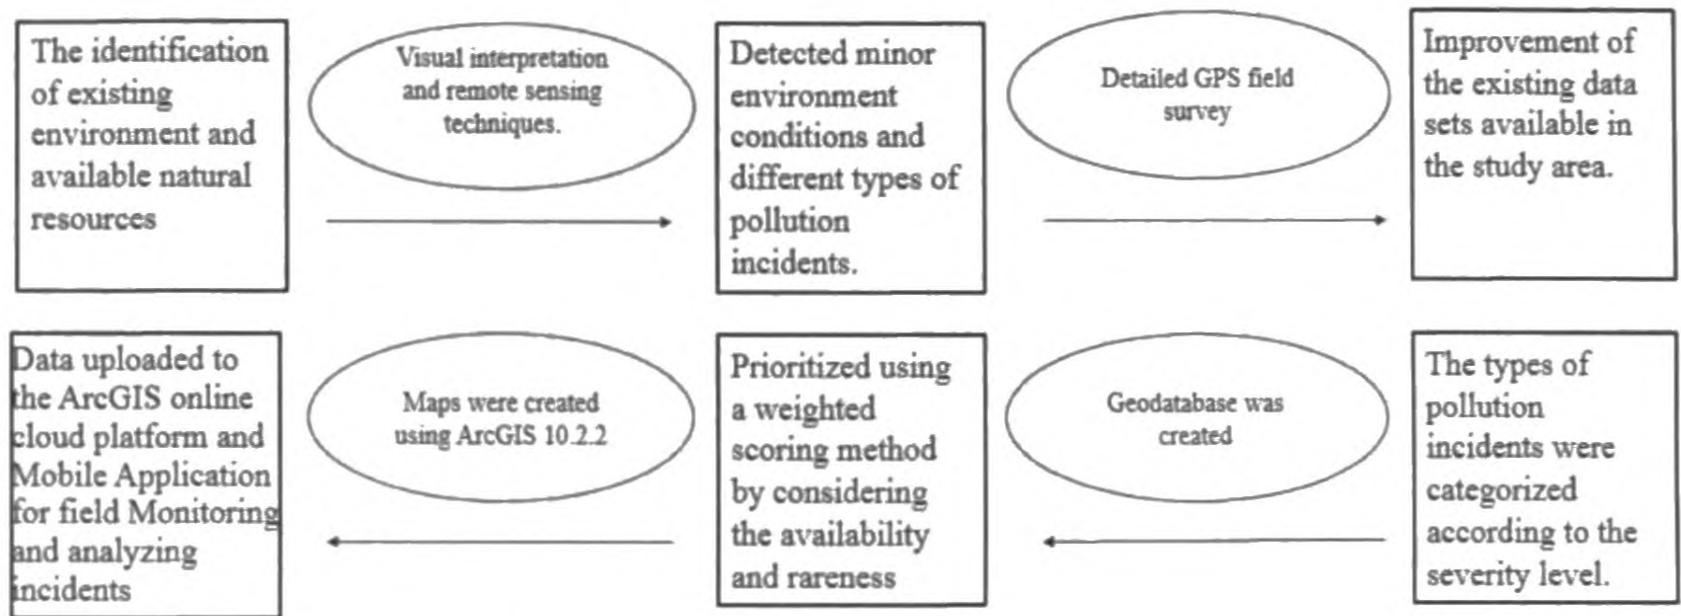 The identification
of existing
environment and
available natural
resources
Visual interpretation
and remote sensing
techniques.
Detected minor
environment
conditions and
different types of
pollution
incidents.
Detailed GPS field
survey
Improvement of
the existing data
sets available in
the study area.
The types of
pollution
incidents were
categorized
according to the
severity level.
Geodatabase was
created
Prioritized using
a weighted
scoring method
by considering
the availability
and rareness
Maps were created
using ArcGIS 10.2.2
Data uploaded to
the ArcGIS online
cloud platform and
Mobile Application
for field Monitoring
and analyzing
incidents